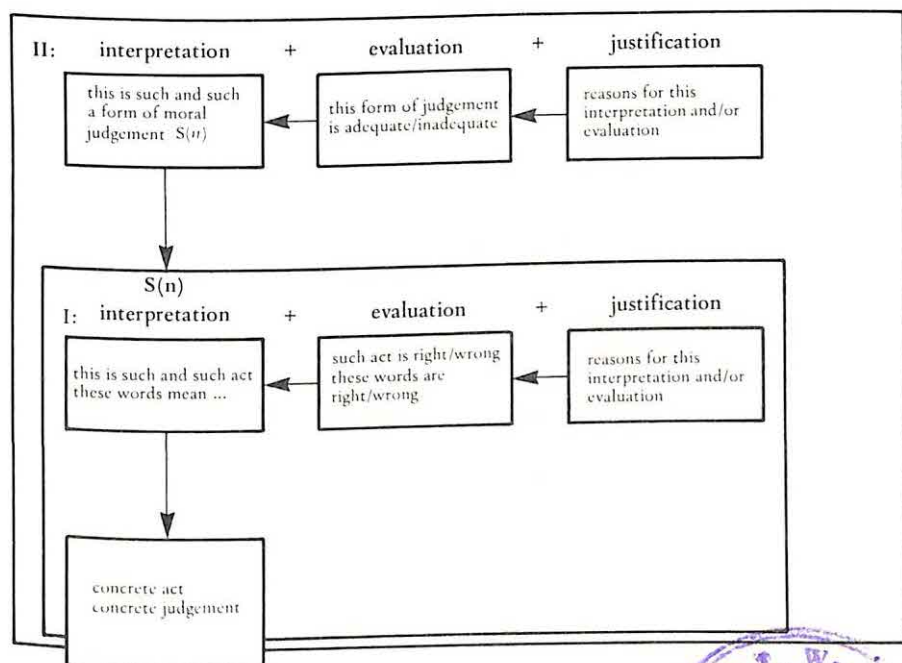 II: interpretation + evaluation + justification
this is such and such
a form of moral
judgement S(n)
this form of judgement
is adequate/inadequate
reasons for this
interpretation and/or
evaluation
S(n)
I: interpretation + evaluation + justification
this is such and such act
these words mean ...
such act is right/wrong
these words are
right/wrong
reasons for this
interpretation and/or
evaluation
concrete act
concrete judgement